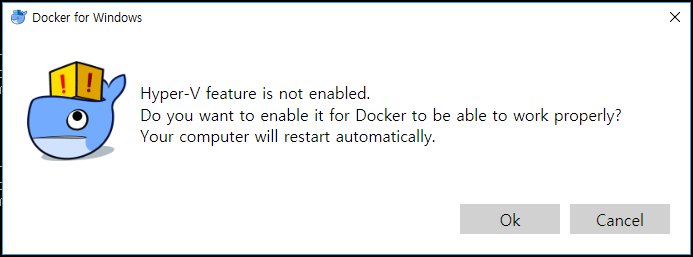 Docker for Windows
Hyper-V feature is not enabled.
Do you want to enable it for Docker to be able to work properly?
Your computer will restart automatically.
Ok
Cancel